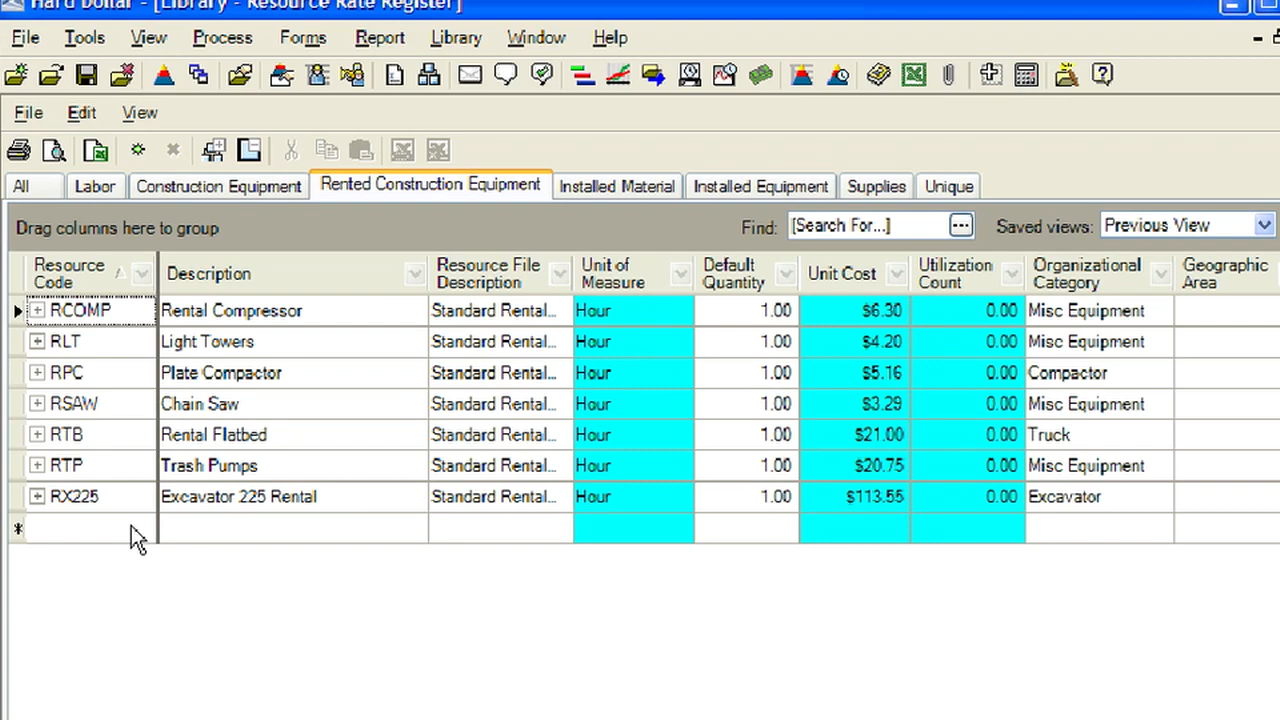 Hard Dollar - [Library - Resource Rate Register]
File Tools View Process Forms Report Library Window Help
File Edit View
All Labor Construction Equipment Rented Construction Equipment Installed Material Installed Equipment Supplies Unique
Drag columns here to group Find: [Search For...] Saved views: Previous View
Resource Code Description Resource File Description Unit of Measure Default Quantity Unit Cost Utilization Count Organizational Category Geographic Area
RCOMP Rental Compressor Standard Rental... Hour 1.00 $6.30 0.00 Misc Equipment
RLT Light Towers Standard Rental... Hour 1.00 $4.20 0.00 Misc Equipment
RPC Plate Compactor Standard Rental... Hour 1.00 $5.16 0.00 Compactor
RSAW Chain Saw Standard Rental... Hour 1.00 $3.29 0.00 Misc Equipment
RTB Rental Flatbed Standard Rental... Hour 1.00 $21.00 0.00 Truck
RTP Trash Pumps Standard Rental... Hour 1.00 $20.75 0.00 Misc Equipment
RX225 Excavator 225 Rental Standard Rental... Hour 1.00 $113.55 0.00 Excavator